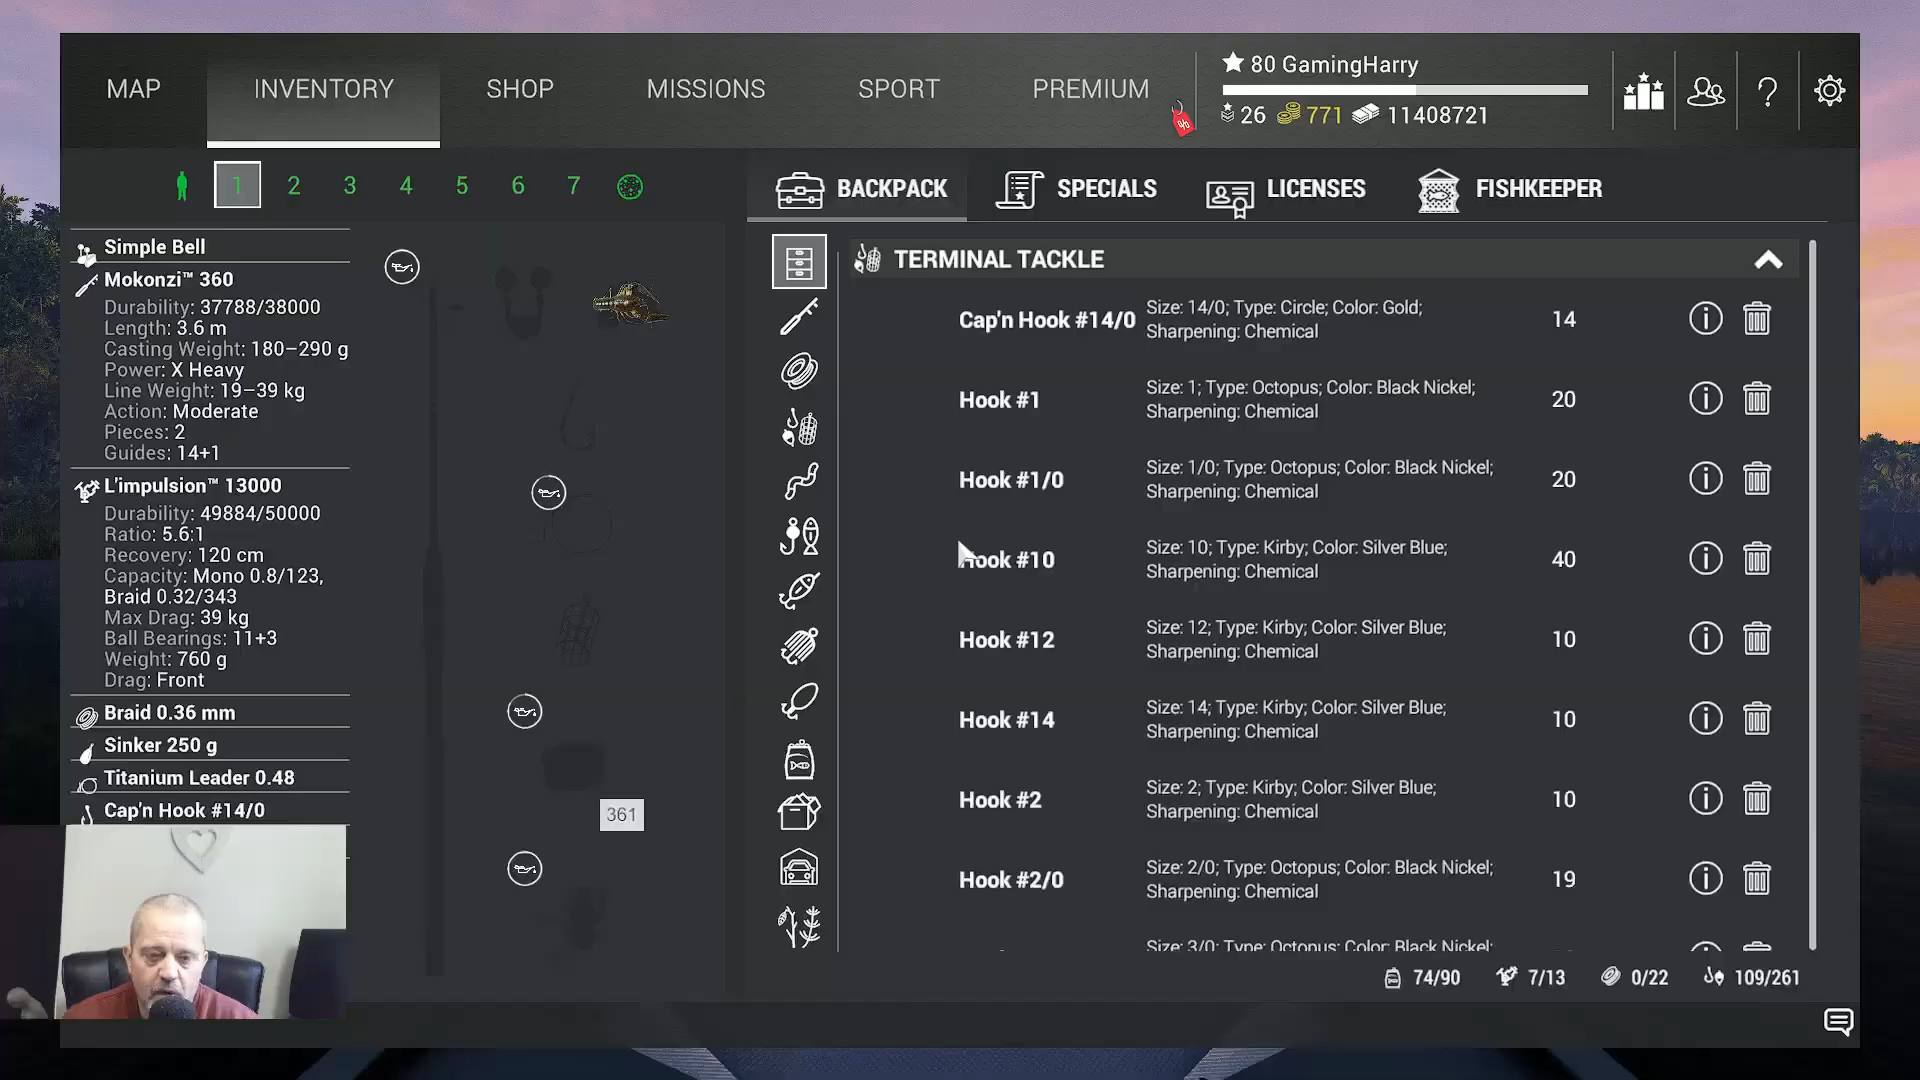 MAP
INVENTORY
SHOP
MISSIONS
SPORT
PREMIUM
%
80 GamingHarry
26 771 11408721
?
1 2 3 4 5 6 7
BACKPACK
SPECIALS
LICENSES
FISHKEEPER
Simple Bell
Mokonzi™ 360
Durability: 37788/38000
Length: 3.6 m
Casting Weight: 180–290 g
Power: X Heavy
Line Weight: 19–39 kg
Action: Moderate
Pieces: 2
Guides: 14+1
L'impulsion™ 13000
Durability: 49884/50000
Ratio: 5.6:1
Recovery: 120 cm
Capacity: Mono 0.8/123,
Braid 0.32/343
Max Drag: 39 kg
Ball Bearings: 11+3
Weight: 760 g
Drag: Front
Braid 0.36 mm
Sinker 250 g
Titanium Leader 0.48
Cap'n Hook #14/0
361
TERMINAL TACKLE
Cap'n Hook #14/0
Size: 14/0; Type: Circle; Color: Gold;
Sharpening: Chemical
14
Hook #1
Size: 1; Type: Octopus; Color: Black Nickel;
Sharpening: Chemical
20
Hook #1/0
Size: 1/0; Type: Octopus; Color: Black Nickel;
Sharpening: Chemical
20
Hook #10
Size: 10; Type: Kirby; Color: Silver Blue;
Sharpening: Chemical
40
Hook #12
Size: 12; Type: Kirby; Color: Silver Blue;
Sharpening: Chemical
10
Hook #14
Size: 14; Type: Kirby; Color: Silver Blue;
Sharpening: Chemical
10
Hook #2
Size: 2; Type: Kirby; Color: Silver Blue;
Sharpening: Chemical
10
Hook #2/0
Size: 2/0; Type: Octopus; Color: Black Nickel;
Sharpening: Chemical
19
Size: 3/0; Type: Octopus; Color: Black Nickel;
74/90 7/13 0/22 109/261